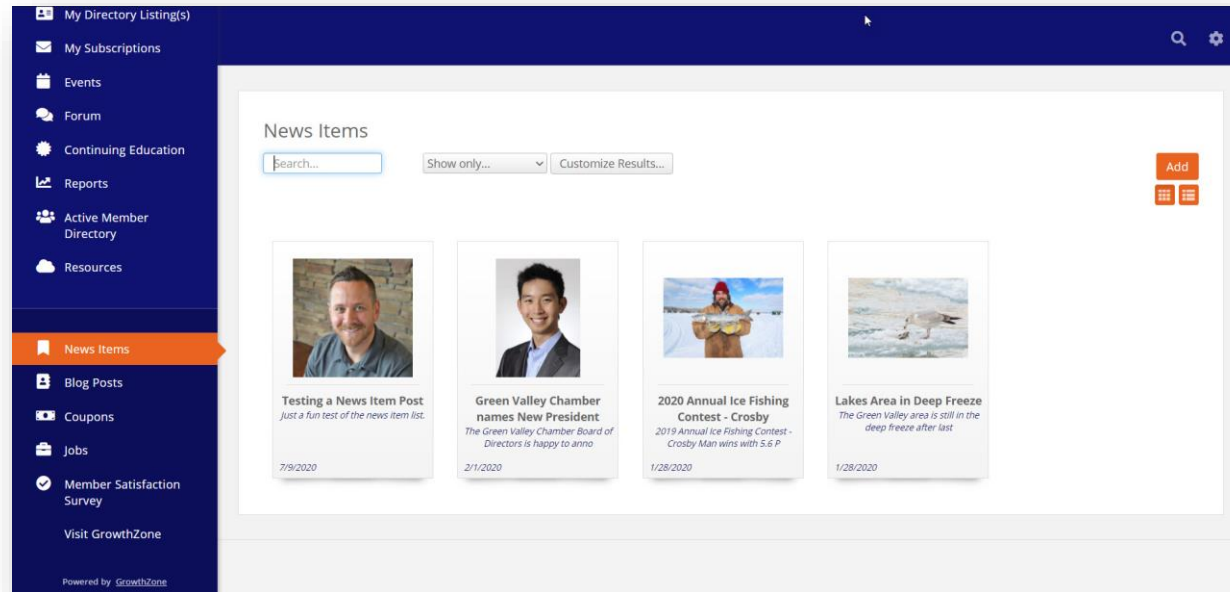 My Directory Listing(s)
My Subscriptions
Events
Forum
Continuing Education
Reports
Active Member
Directory
Resources
News Items
Blog Posts
Coupons
Jobs
Member Satisfaction
Survey
Visit GrowthZone
Powered by GrowthZone
News Items
Search...
Show only...
Customize Results...
Add
Testing a News Item Post
Just a fun test of the news item list.
7/9/2020
Green Valley Chamber
names New President
The Green Valley Chamber Board of
Directors is happy to anno
2/1/2020
2020 Annual Ice Fishing
Contest - Crosby
2019 Annual Ice Fishing Contest -
Crosby Man wins with 5.6 P
1/28/2020
Lakes Area in Deep Freeze
The Green Valley area is still in the
deep freeze after last
1/28/2020